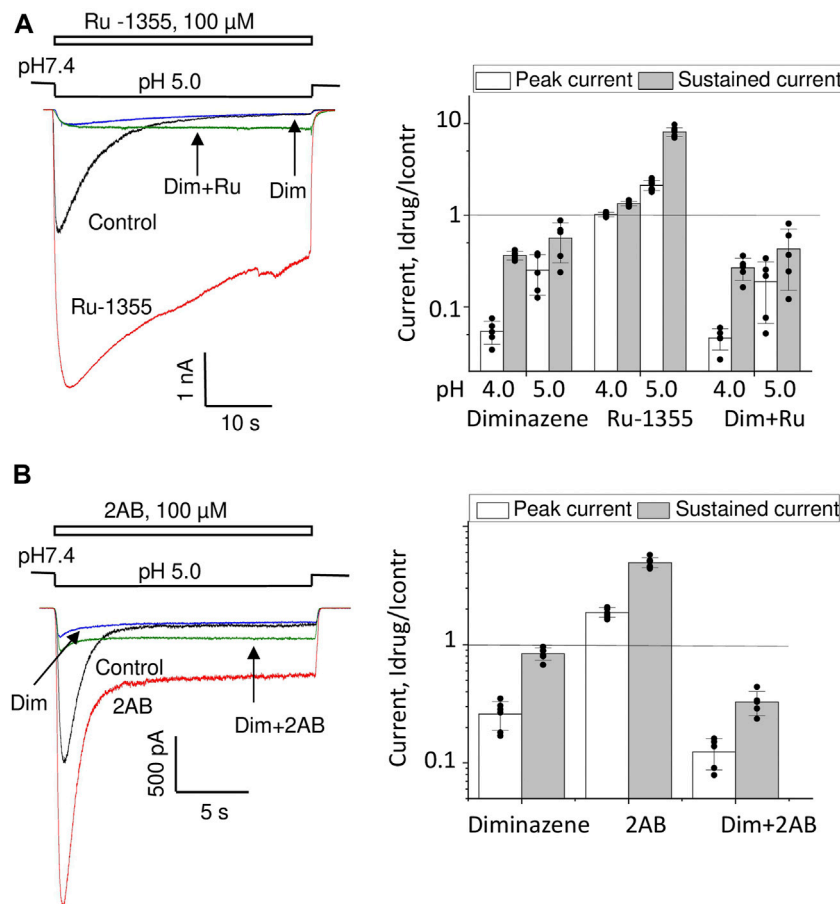 A
Ru -1355, 100 µM
pH7.4
pH 5.0
Dim+Ru
Dim
Control
Ru-1355
1 nA
10 s
Peak current
Sustained current
Current, Idrug/Icontr
10
1
0.1
pH
4.0
5.0
4.0
5.0
4.0
5.0
Diminazene
Ru-1355
Dim+Ru
B
2AB, 100 µM
pH7.4
pH 5.0
Dim
Control
2AB
Dim+2AB
500 pA
5 s
Peak current
Sustained current
Current, Idrug/Icontr
1
0.1
Diminazene
2AB
Dim+2AB